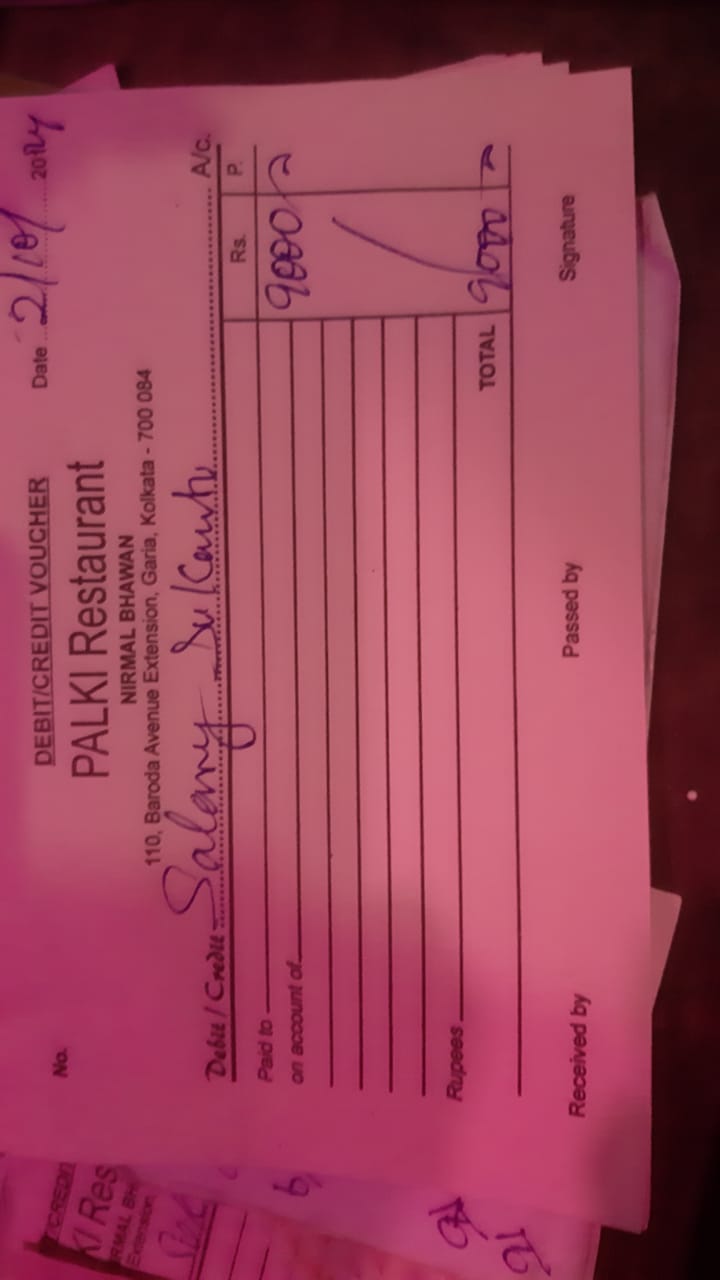 DEBIT/CREDIT VOUCHER
No.
Date 2/01/2024
PALKI Restaurant
NIRMAL BHAWAN
110, Baroda Avenue Extension, Garia, Kolkata - 700 084
Debit / Credit Salary A/c.
Rs. P.
Paid to 9000
on account of
Rupees TOTAL 9000
Received by Passed by Signature
/CREDIT
KI Res
RMAL BH
Extension,